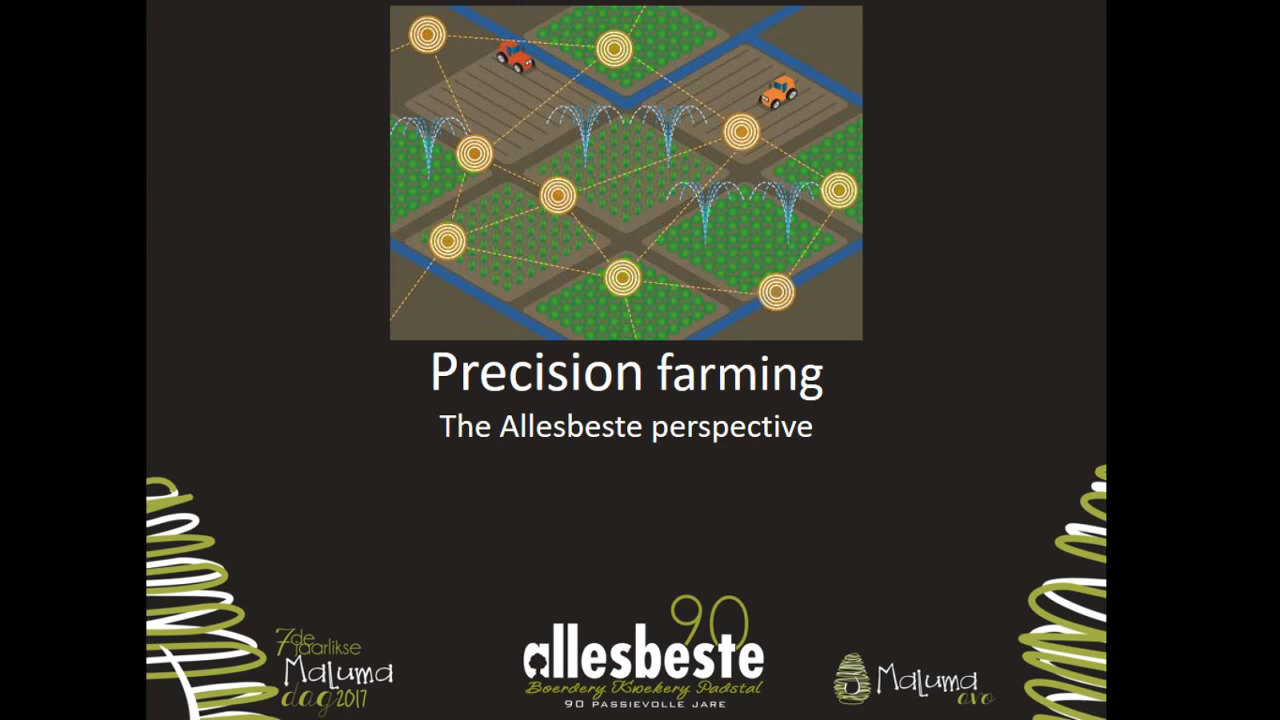 Precision farming
The Allesbeste perspective
7de
jaarlikse
Maluma
dag 2017
90
allesbeste
Boerdery Kwekery Padstal
90 PASSIEVOLLE JARE
Maluma
avo